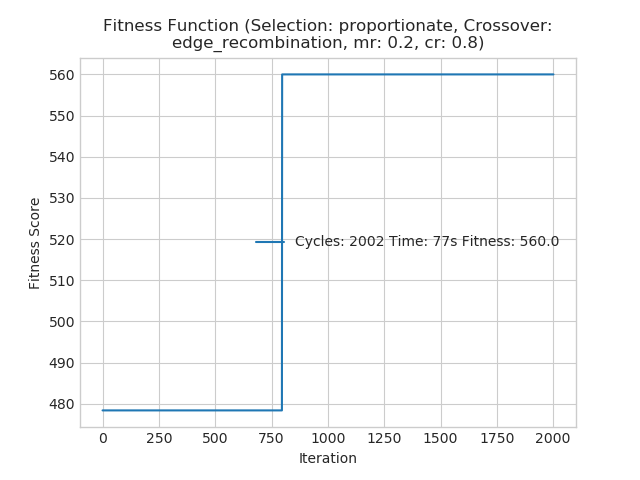 Fitness Function (Selection: proportionate, Crossover:
edge_recombination, mr: 0.2, cr: 0.8)
560
550
540
530
520
510
500
490
480
Fitness Score
Cycles: 2002 Time: 77s Fitness: 560.0
0 250 500 750 1000 1250 1500 1750 2000
Iteration